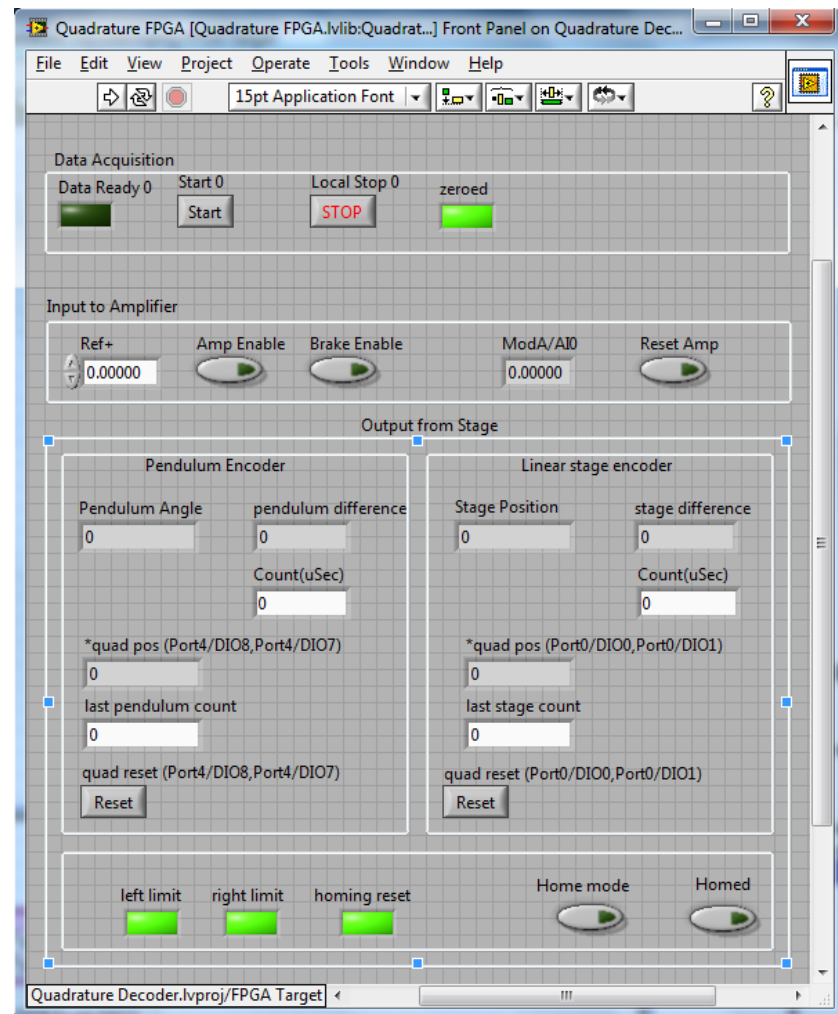 Quadrature FPGA [Quadrature FPGA.lvlib:Quadrat...] Front Panel on Quadrature Dec...
File Edit View Project Operate Tools Window Help
15pt Application Font
Data Acquisition
Data Ready 0 Start 0 Local Stop 0 zeroed
Start STOP
Input to Amplifier
Ref+ Amp Enable Brake Enable ModA/AI0 Reset Amp
0.00000 0.00000
Output from Stage
Pendulum Encoder Linear stage encoder
Pendulum Angle pendulum difference Stage Position stage difference
0 0 0 0
Count(uSec) Count(uSec)
0 0
*quad pos (Port4/DIO8,Port4/DIO7) *quad pos (Port0/DIO0,Port0/DIO1)
0 0
last pendulum count last stage count
0 0
quad reset (Port4/DIO8,Port4/DIO7) quad reset (Port0/DIO0,Port0/DIO1)
Reset Reset
left limit right limit homing reset Home mode Homed
Quadrature Decoder.lvproj/FPGA Target